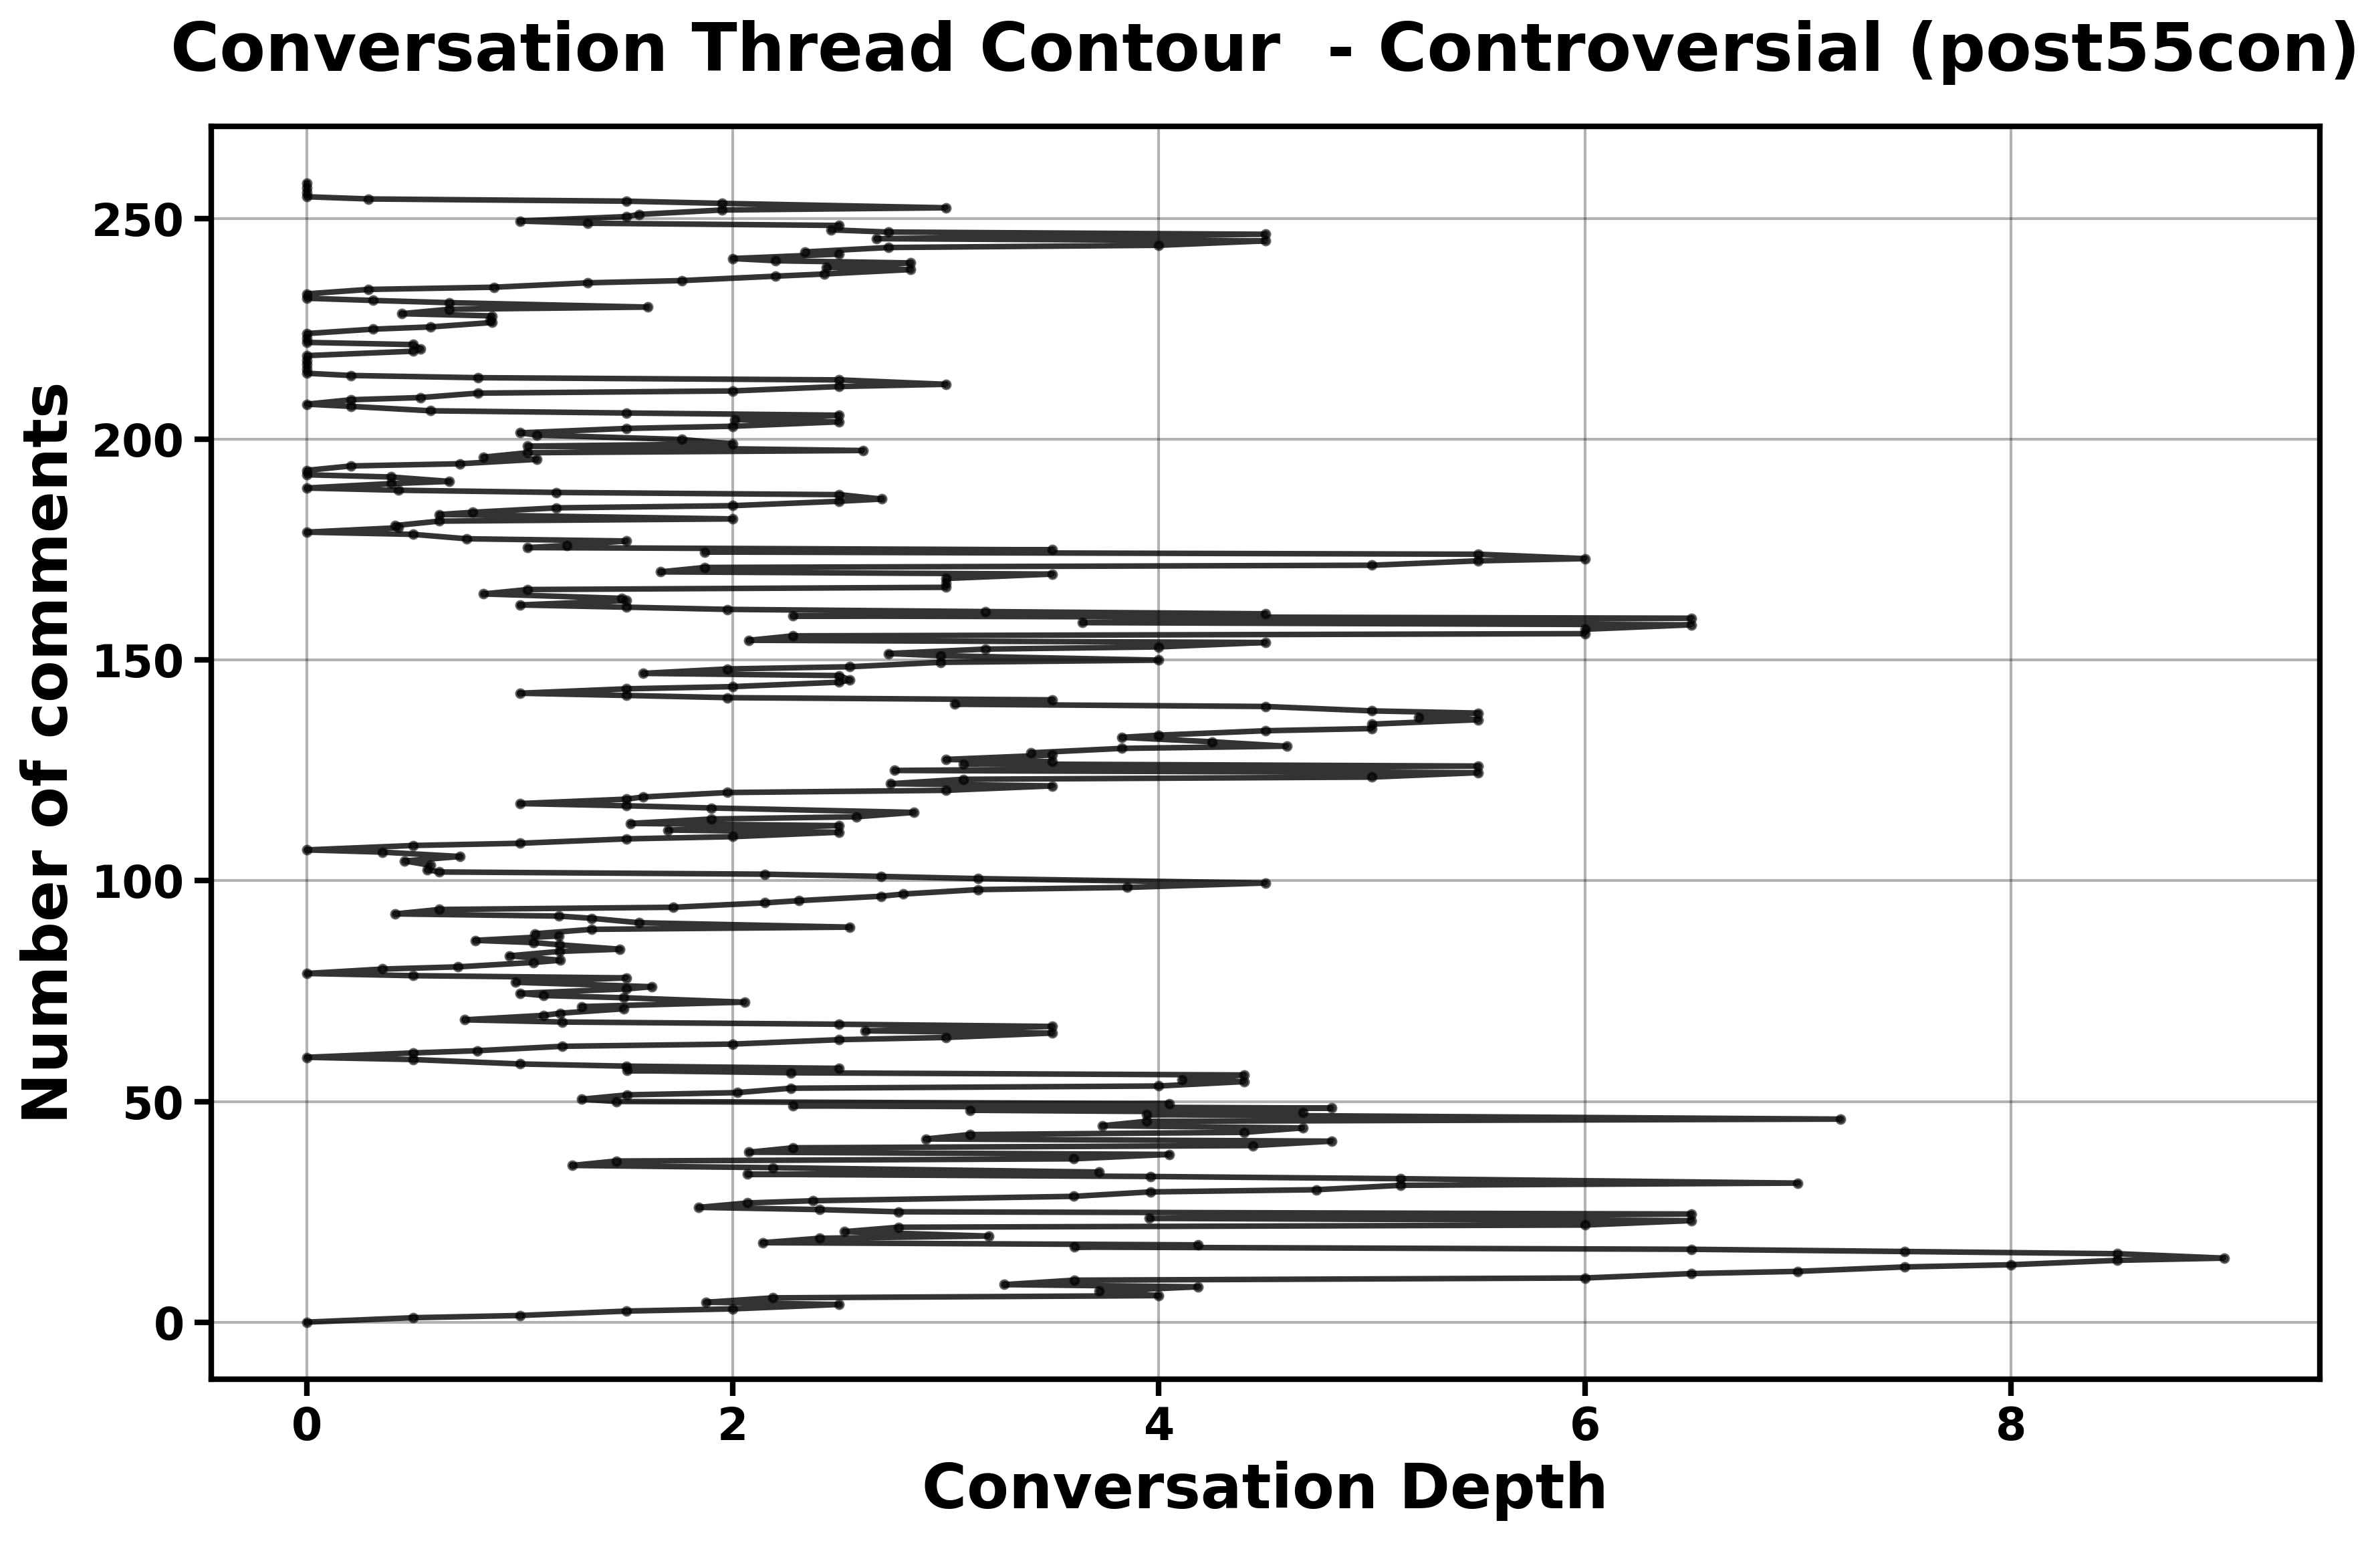 Conversation Thread Contour  - Controversial (post55con)
Number of comments
250
200
150
100
50
0
0 2 4 6 8
Conversation Depth